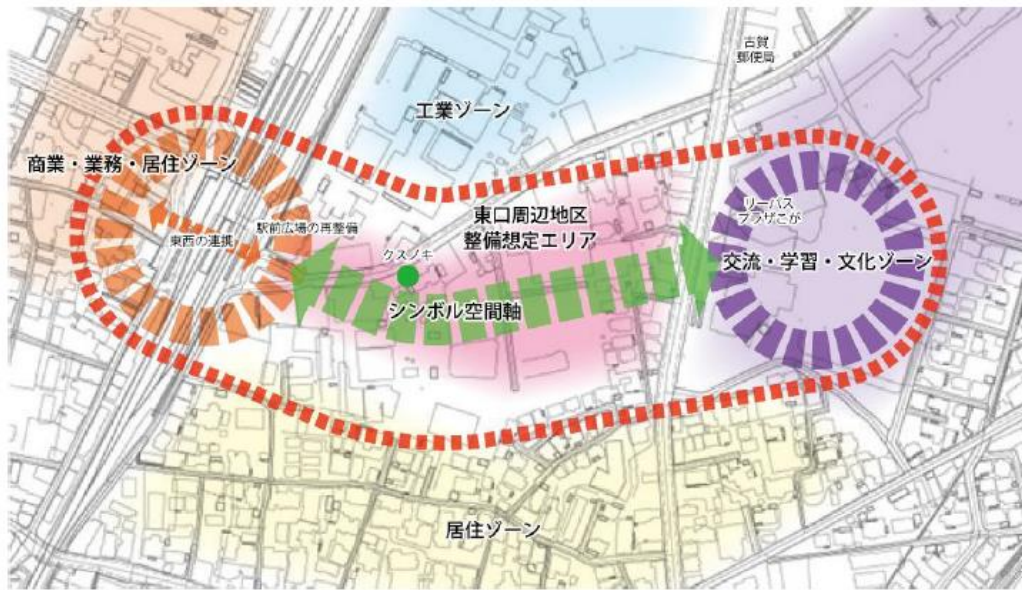 古賀
郵便局
工業ゾーン
商業・業務・居住ゾーン
リーパス
プラザこが
東口周辺地区
整備想定エリア
駅前広場の再整備
東西の連携
クスノキ
交流・学習・文化ゾーン
シンボル空間軸
居住ゾーン